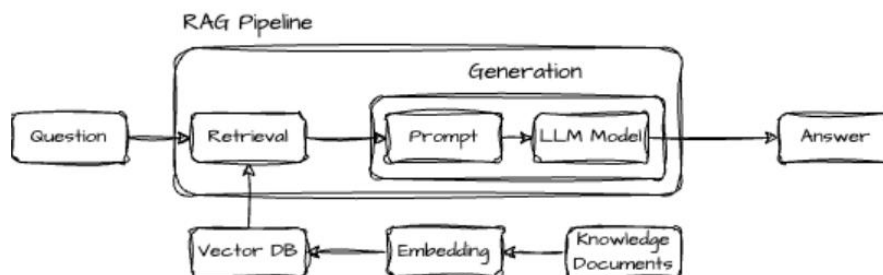 RAG Pipeline
Generation
Question
Retrieval
Prompt
LLM Model
Answer
Vector DB
Embedding
Knowledge
Documents